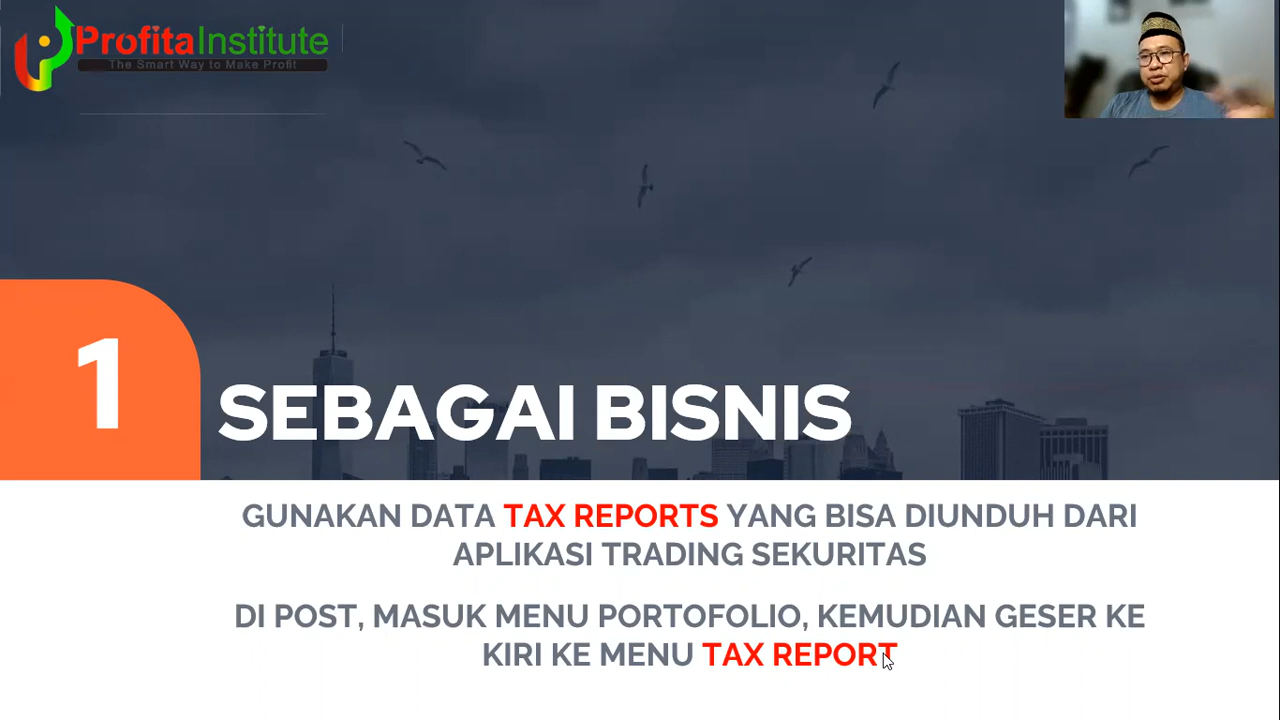 ProfitaInstitute
The Smart Way to Make Profit
1
SEBAGAI BISNIS
GUNAKAN DATA TAX REPORTS YANG BISA DIUNDUH DARI
APLIKASI TRADING SEKURITAS
DI POST, MASUK MENU PORTOFOLIO, KEMUDIAN GESER KE
KIRI KE MENU TAX REPORT